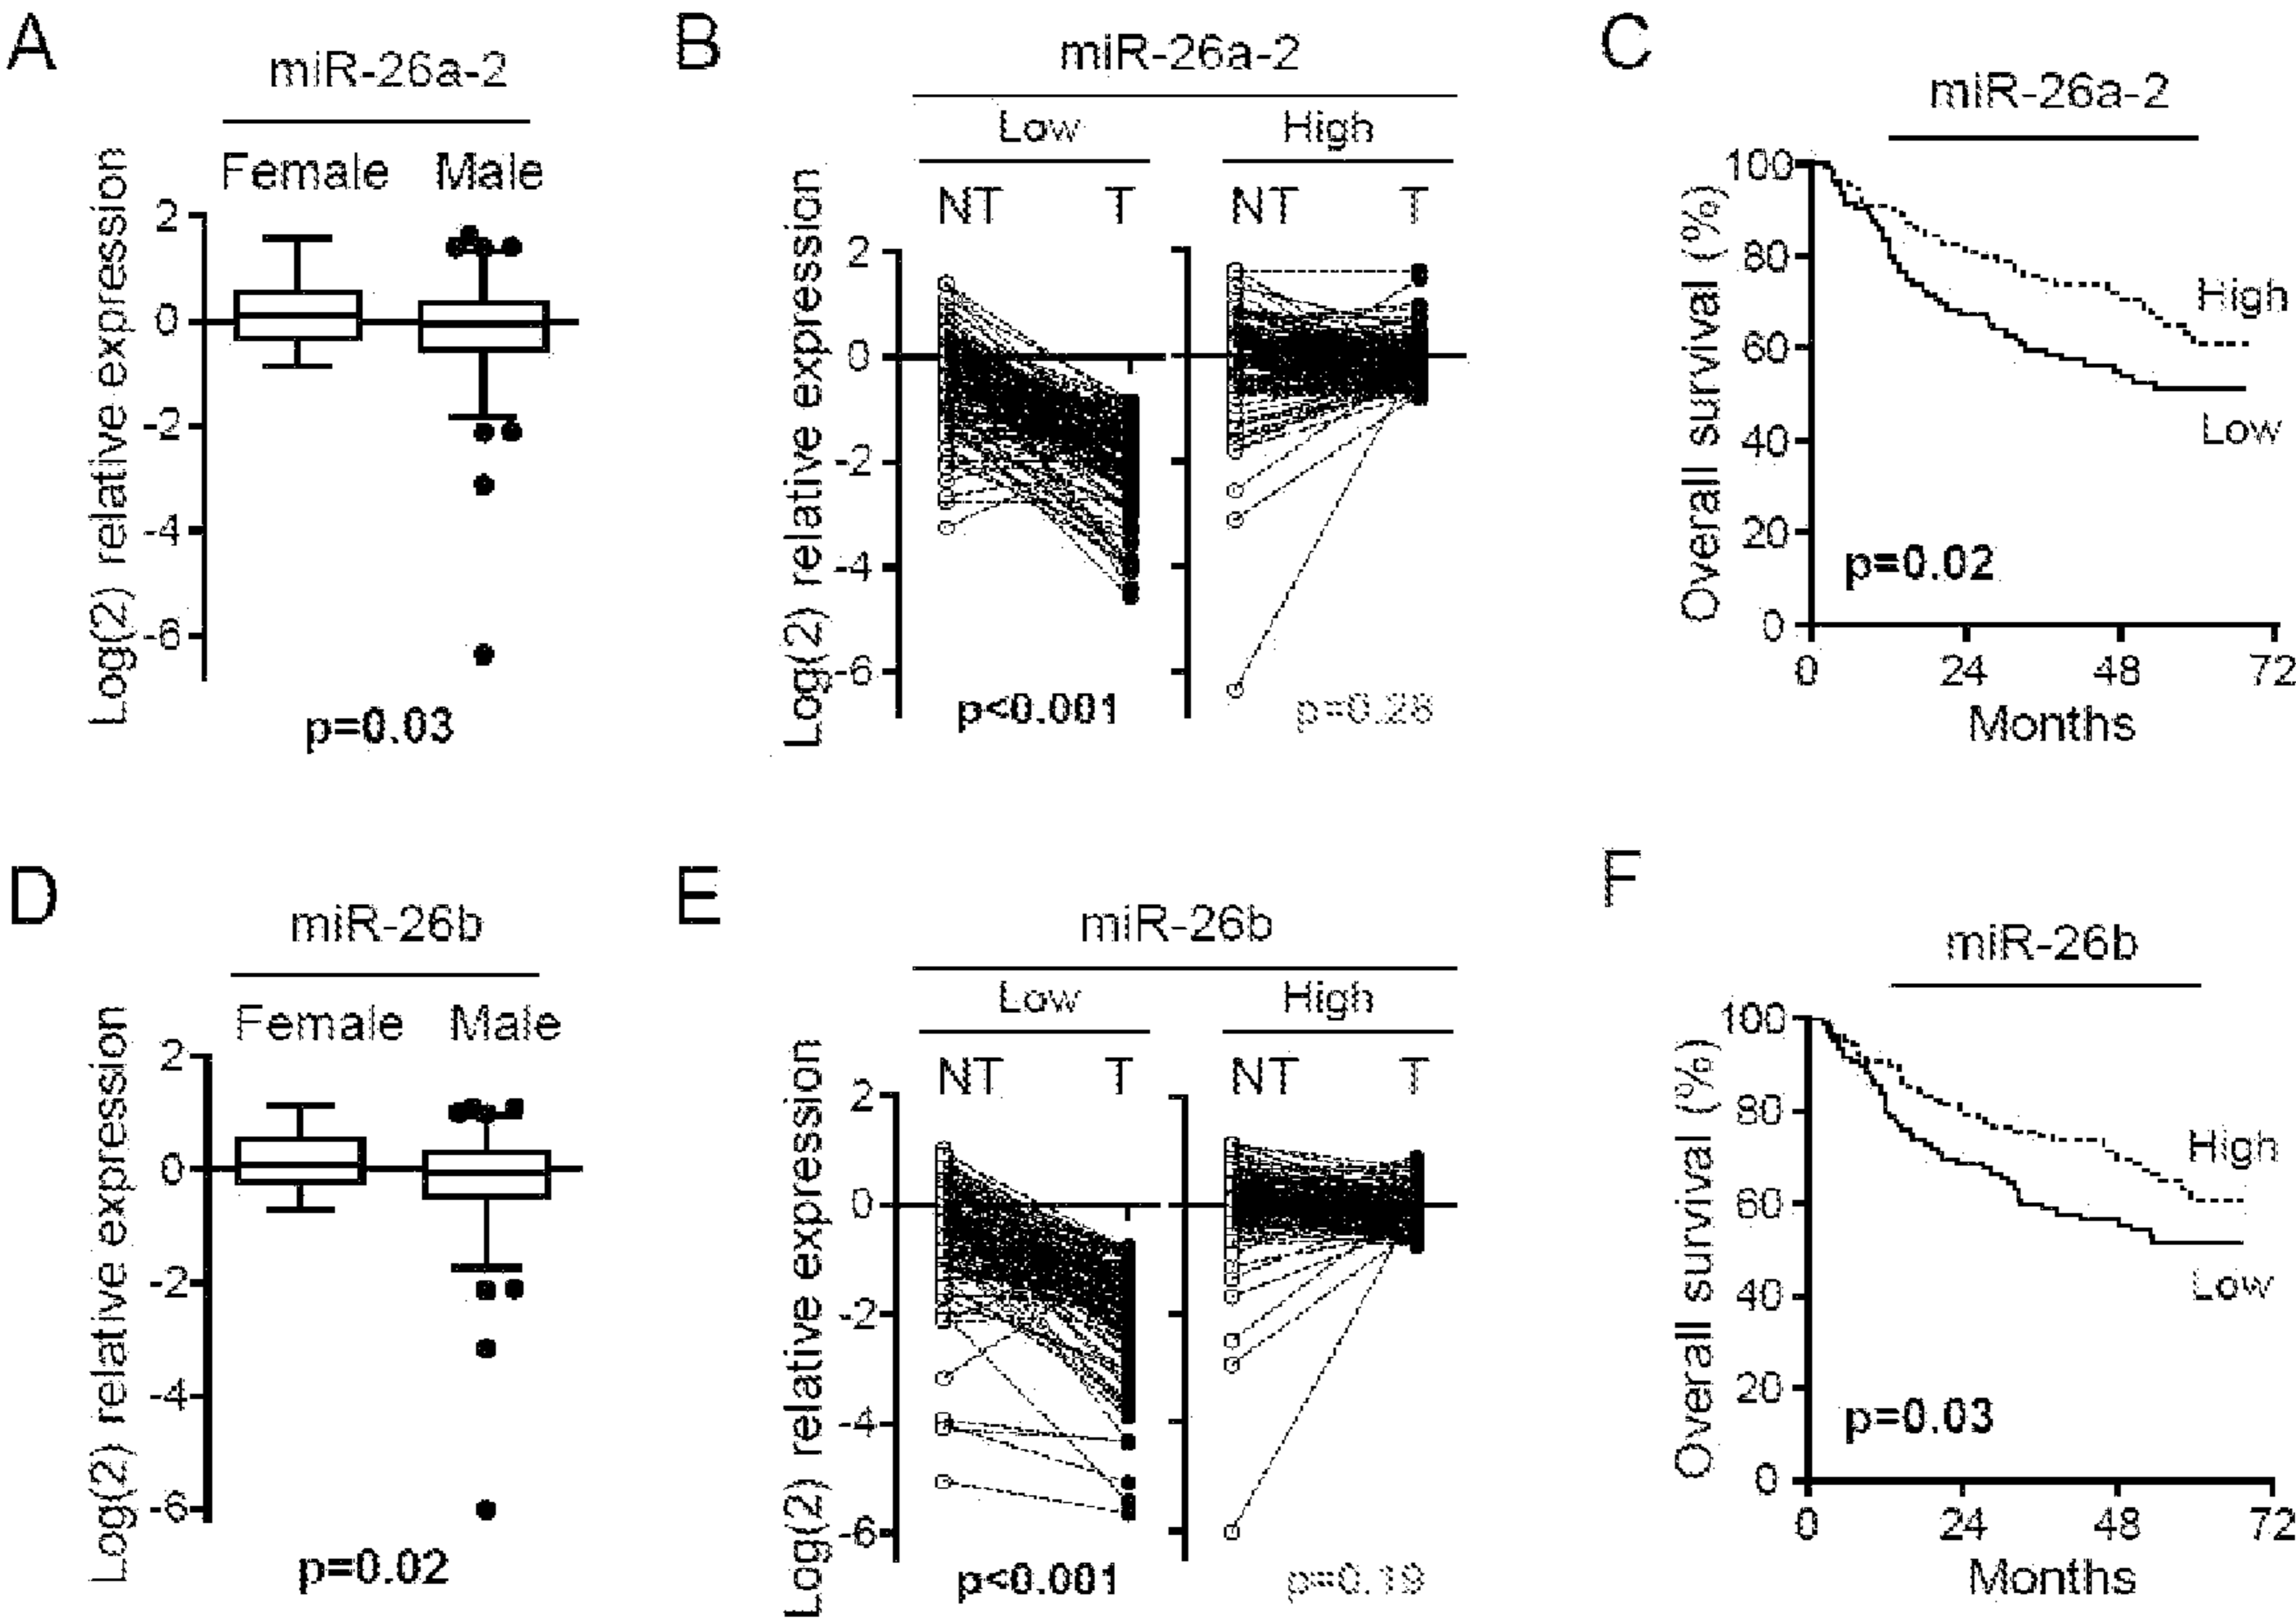 A
miR-26a-2
Female Male
Log(2) relative expression
2
0
-2
-4
-6
p=0.03
B
miR-26a-2
Low High
NT T NT T
Log(2) relative expression
2
0
-2
-4
-6
p<0.001 p=0.28
C
miR-26a-2
Overall survival (%)
100
80
60
40
20
0
High
Low
p=0.02
0 24 48 72
Months
D
miR-26b
Female Male
Log(2) relative expression
2
0
-2
-4
-6
p=0.02
E
miR-26b
Low High
NT T NT T
Log(2) relative expression
2
0
-2
-4
-6
p<0.001 p=0.19
F
miR-26b
Overall survival (%)
100
80
60
40
20
0
High
Low
p=0.03
0 24 48 72
Months